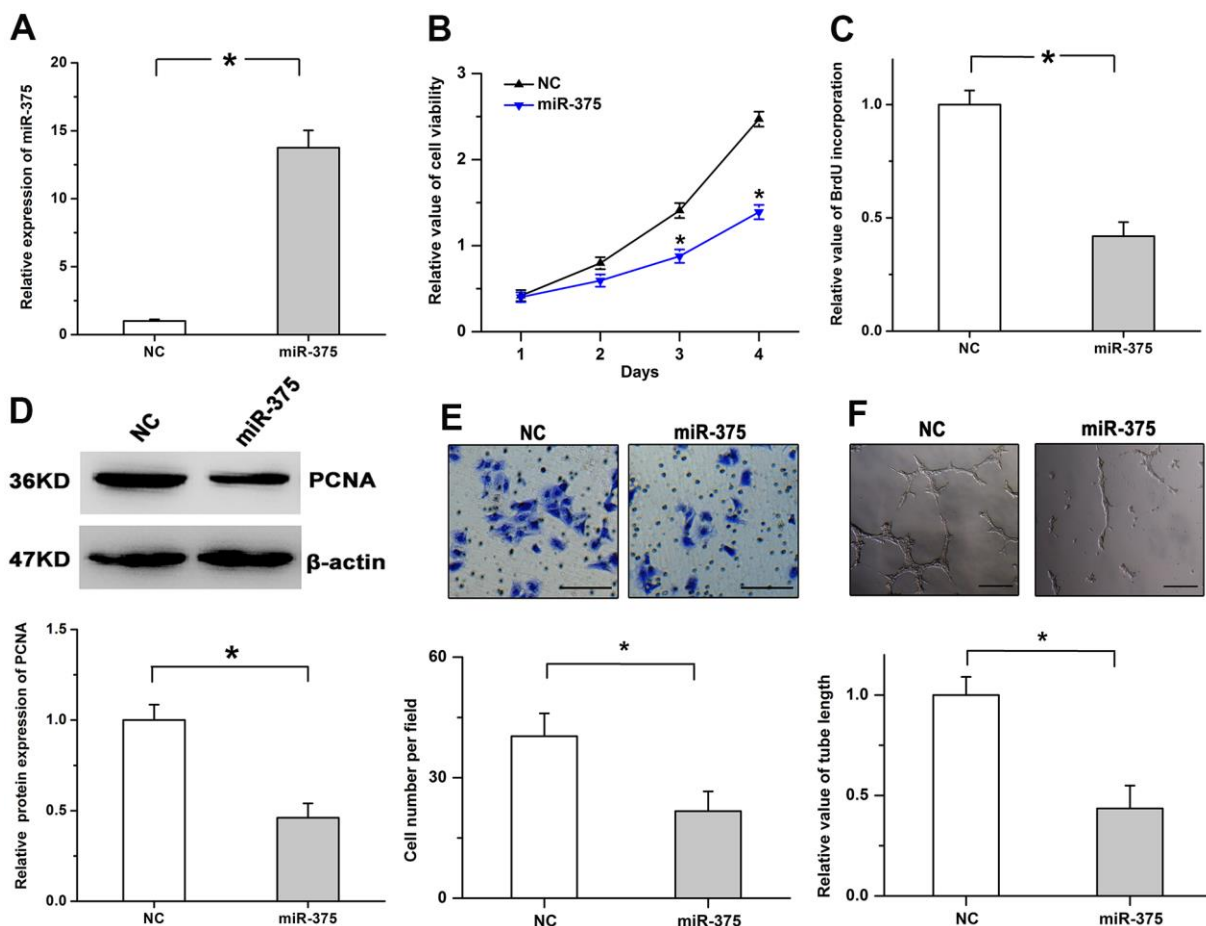 A
Relative expression of miR-375
20
15
10
5
0
*
NC
miR-375
B
Relative value of cell viability
3
2
1
0
NC
miR-375
*
*
1 2 3 4
Days
C
Relative value of BrdU incorporation
1.0
0.5
0.0
*
NC
miR-375
D
NC miR-375
36KD PCNA
47KD β-actin
Relative protein expression of PCNA
1.5
1.0
0.5
0.0
*
NC
miR-375
E
NC miR-375
Cell number per field
60
30
0
*
NC
miR-375
F
NC miR-375
Relative value of tube length
1.0
0.5
0.0
*
NC
miR-375